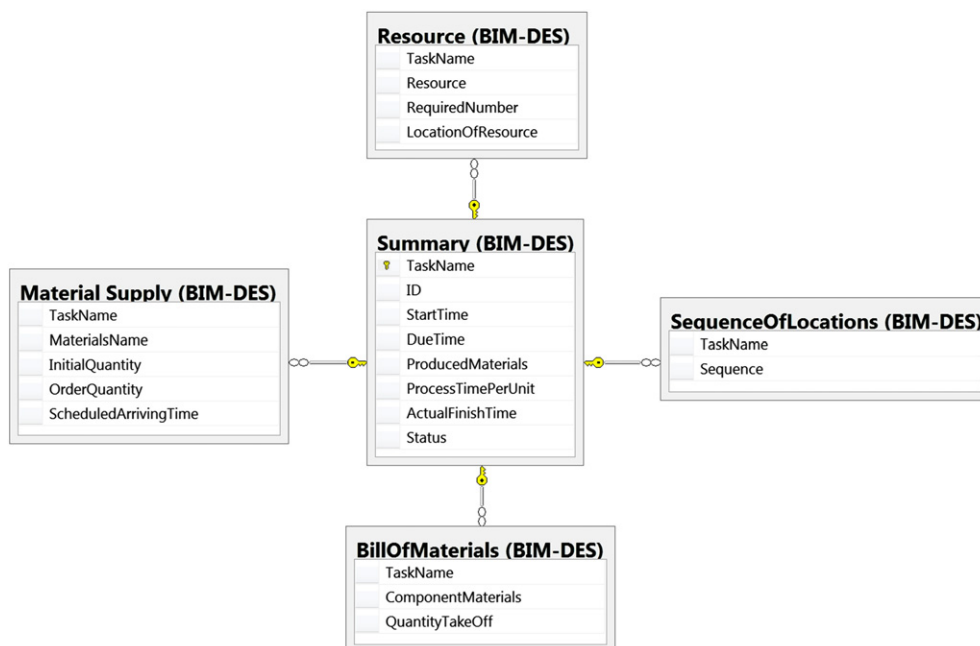 Resource (BIM-DES)
TaskName
Resource
RequiredNumber
LocationOfResource
Summary (BIM-DES)
TaskName
ID
StartTime
DueTime
ProducedMaterials
ProcessTimePerUnit
ActualFinishTime
Status
Material Supply (BIM-DES)
TaskName
MaterialsName
InitialQuantity
OrderQuantity
ScheduledArrivingTime
SequenceOfLocations (BIM-DES)
TaskName
Sequence
BillOfMaterials (BIM-DES)
TaskName
ComponentMaterials
QuantityTakeOff